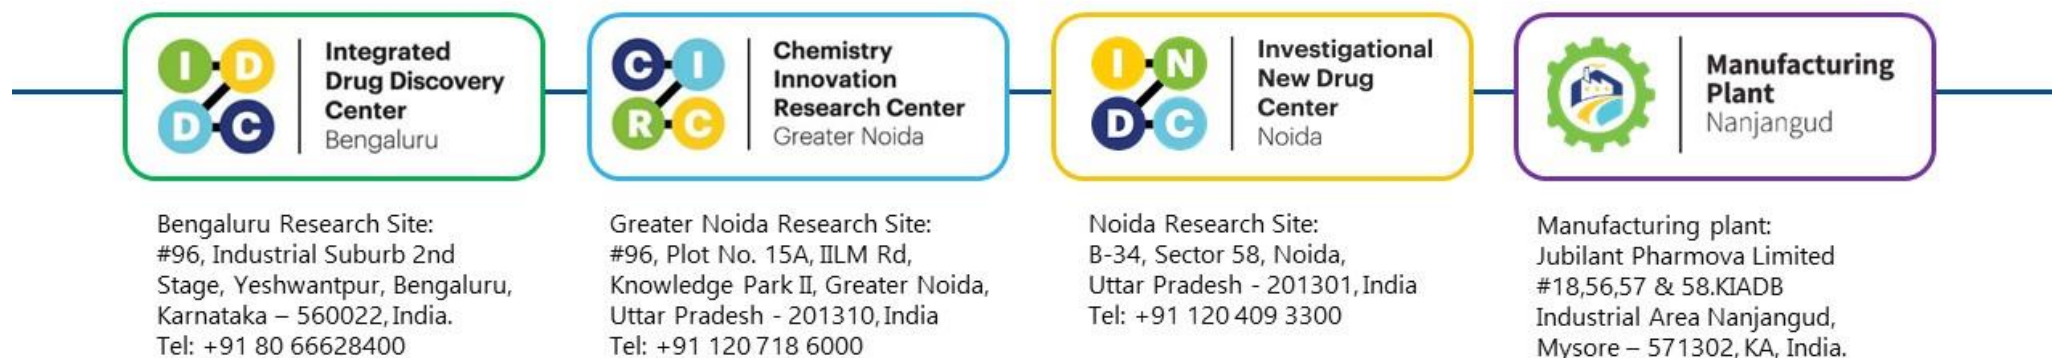 I D
D C
Integrated
Drug Discovery
Center
Bengaluru
C I
R C
Chemistry
Innovation
Research Center
Greater Noida
I N
D C
Investigational
New Drug
Center
Noida
Manufacturing
Plant
Nanjangud
Bengaluru Research Site:
#96, Industrial Suburb 2nd
Stage, Yeshwantpur, Bengaluru,
Karnataka – 560022, India.
Tel: +91 80 66628400
Greater Noida Research Site:
#96, Plot No. 15A, IILM Rd,
Knowledge Park II, Greater Noida,
Uttar Pradesh - 201310, India
Tel: +91 120 718 6000
Noida Research Site:
B-34, Sector 58, Noida,
Uttar Pradesh - 201301, India
Tel: +91 120 409 3300
Manufacturing plant:
Jubilant Pharmova Limited
#18,56,57 & 58.KIADB
Industrial Area Nanjangud,
Mysore – 571302, KA, India.